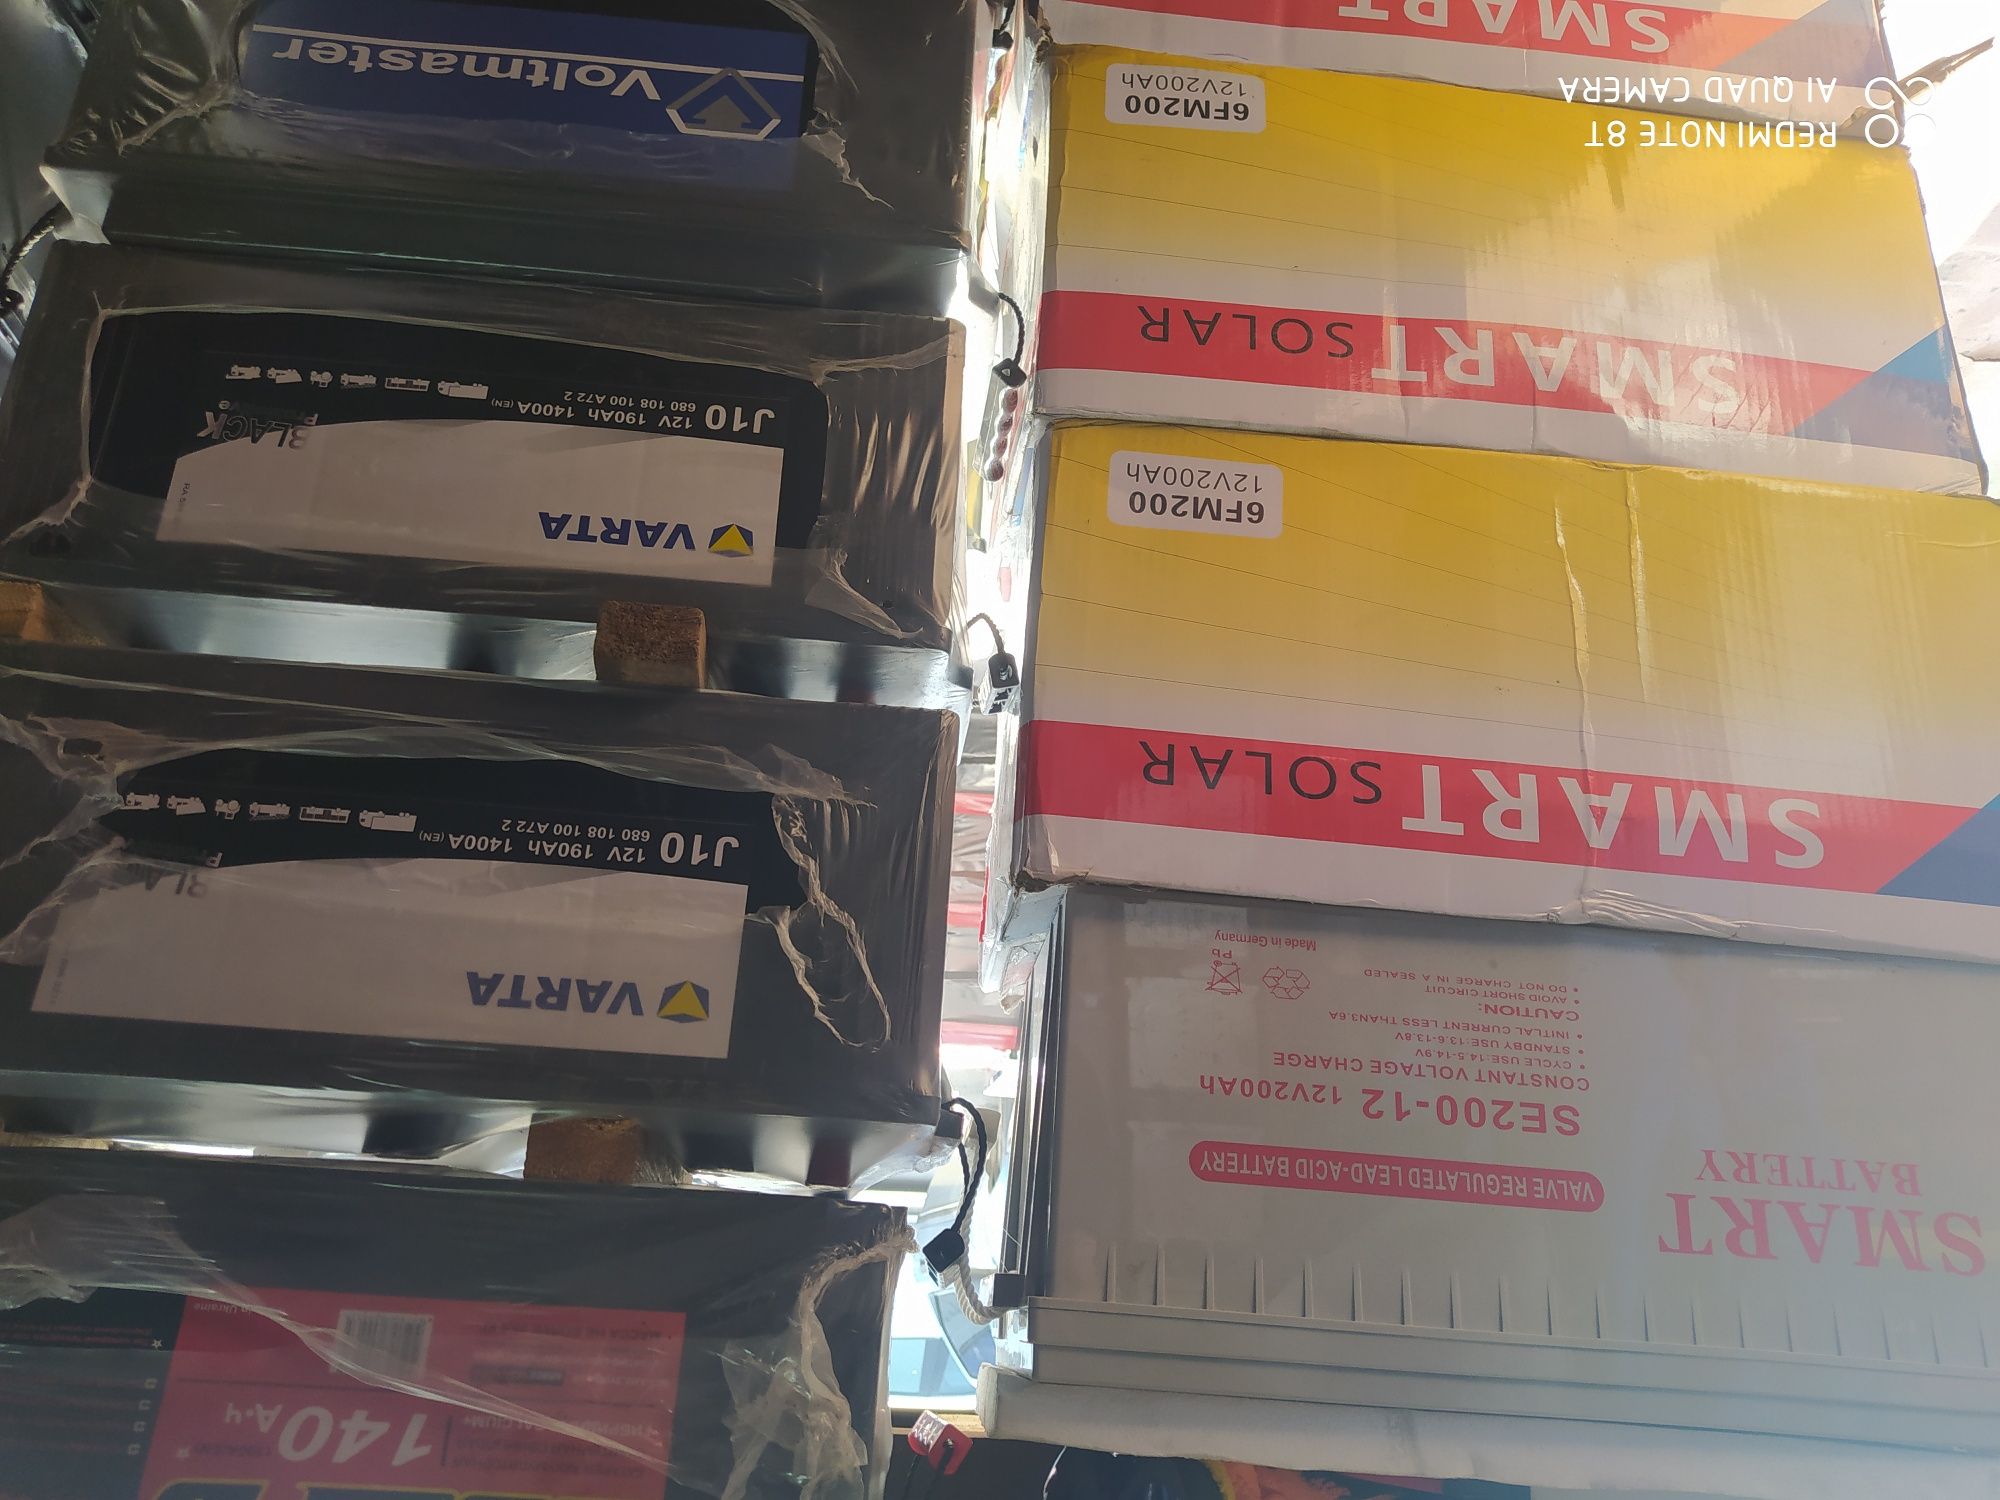 140A·Ч
in Ukraine
SMART
BATTERY
VALVE REGULATED LEAD-ACID BATTERY
SE200-12 12V200Ah
CONSTANT VOLTAGE CHARGE
• CYCLE USE:14.5-14.9V
• STANDBY USE:13.6-13.8V
• INITLAL CURRENT LESS THAN3.6A
CAUTION:
• AVOID SHORT CIRCUIT
• DO NOT CHARGE IN A SEALED
Pb
Made in Germany
VARTA
J10 12V 190Ah 1400A(EN)
680 108 100 A72 2
SMART SOLAR
6FM200
12V200Ah
VARTA
J10 12V 190Ah 1400A(EN)
680 108 100 A72 2
BLACK
SMART SOLAR
6FM200
12V200Ah
Voltmaster
SMART
REDMI NOTE 8T
AI QUAD CAMERA